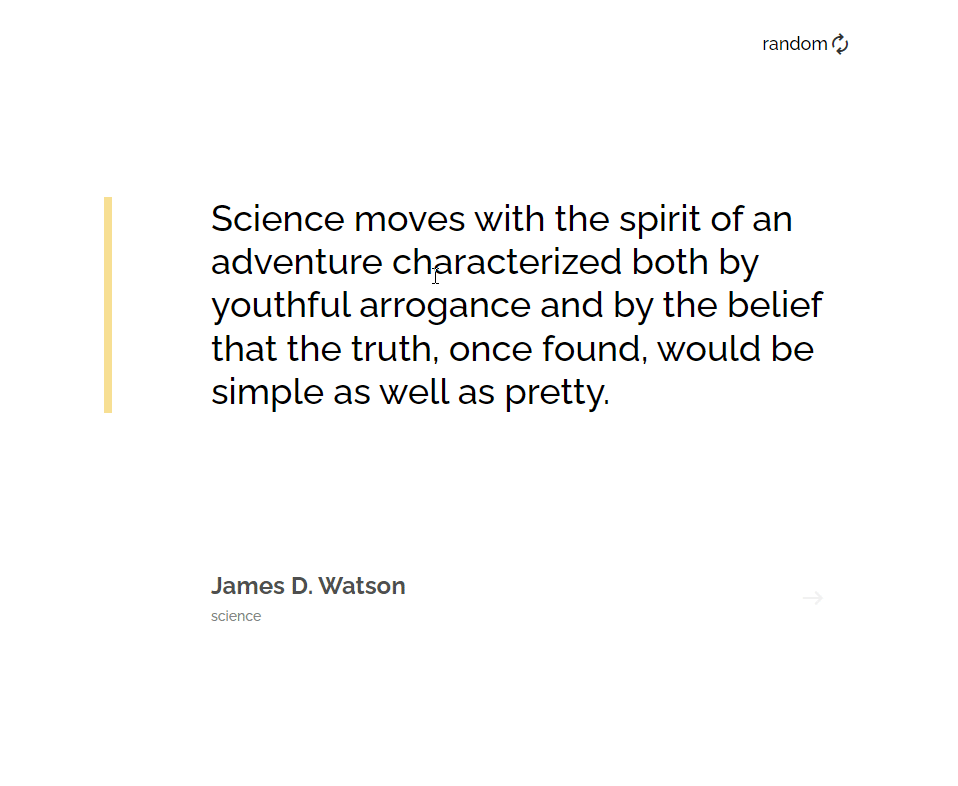 random
Science moves with the spirit of an
adventure characterized both by
youthful arrogance and by the belief
that the truth, once found, would be
simple as well as pretty.
James D. Watson
science